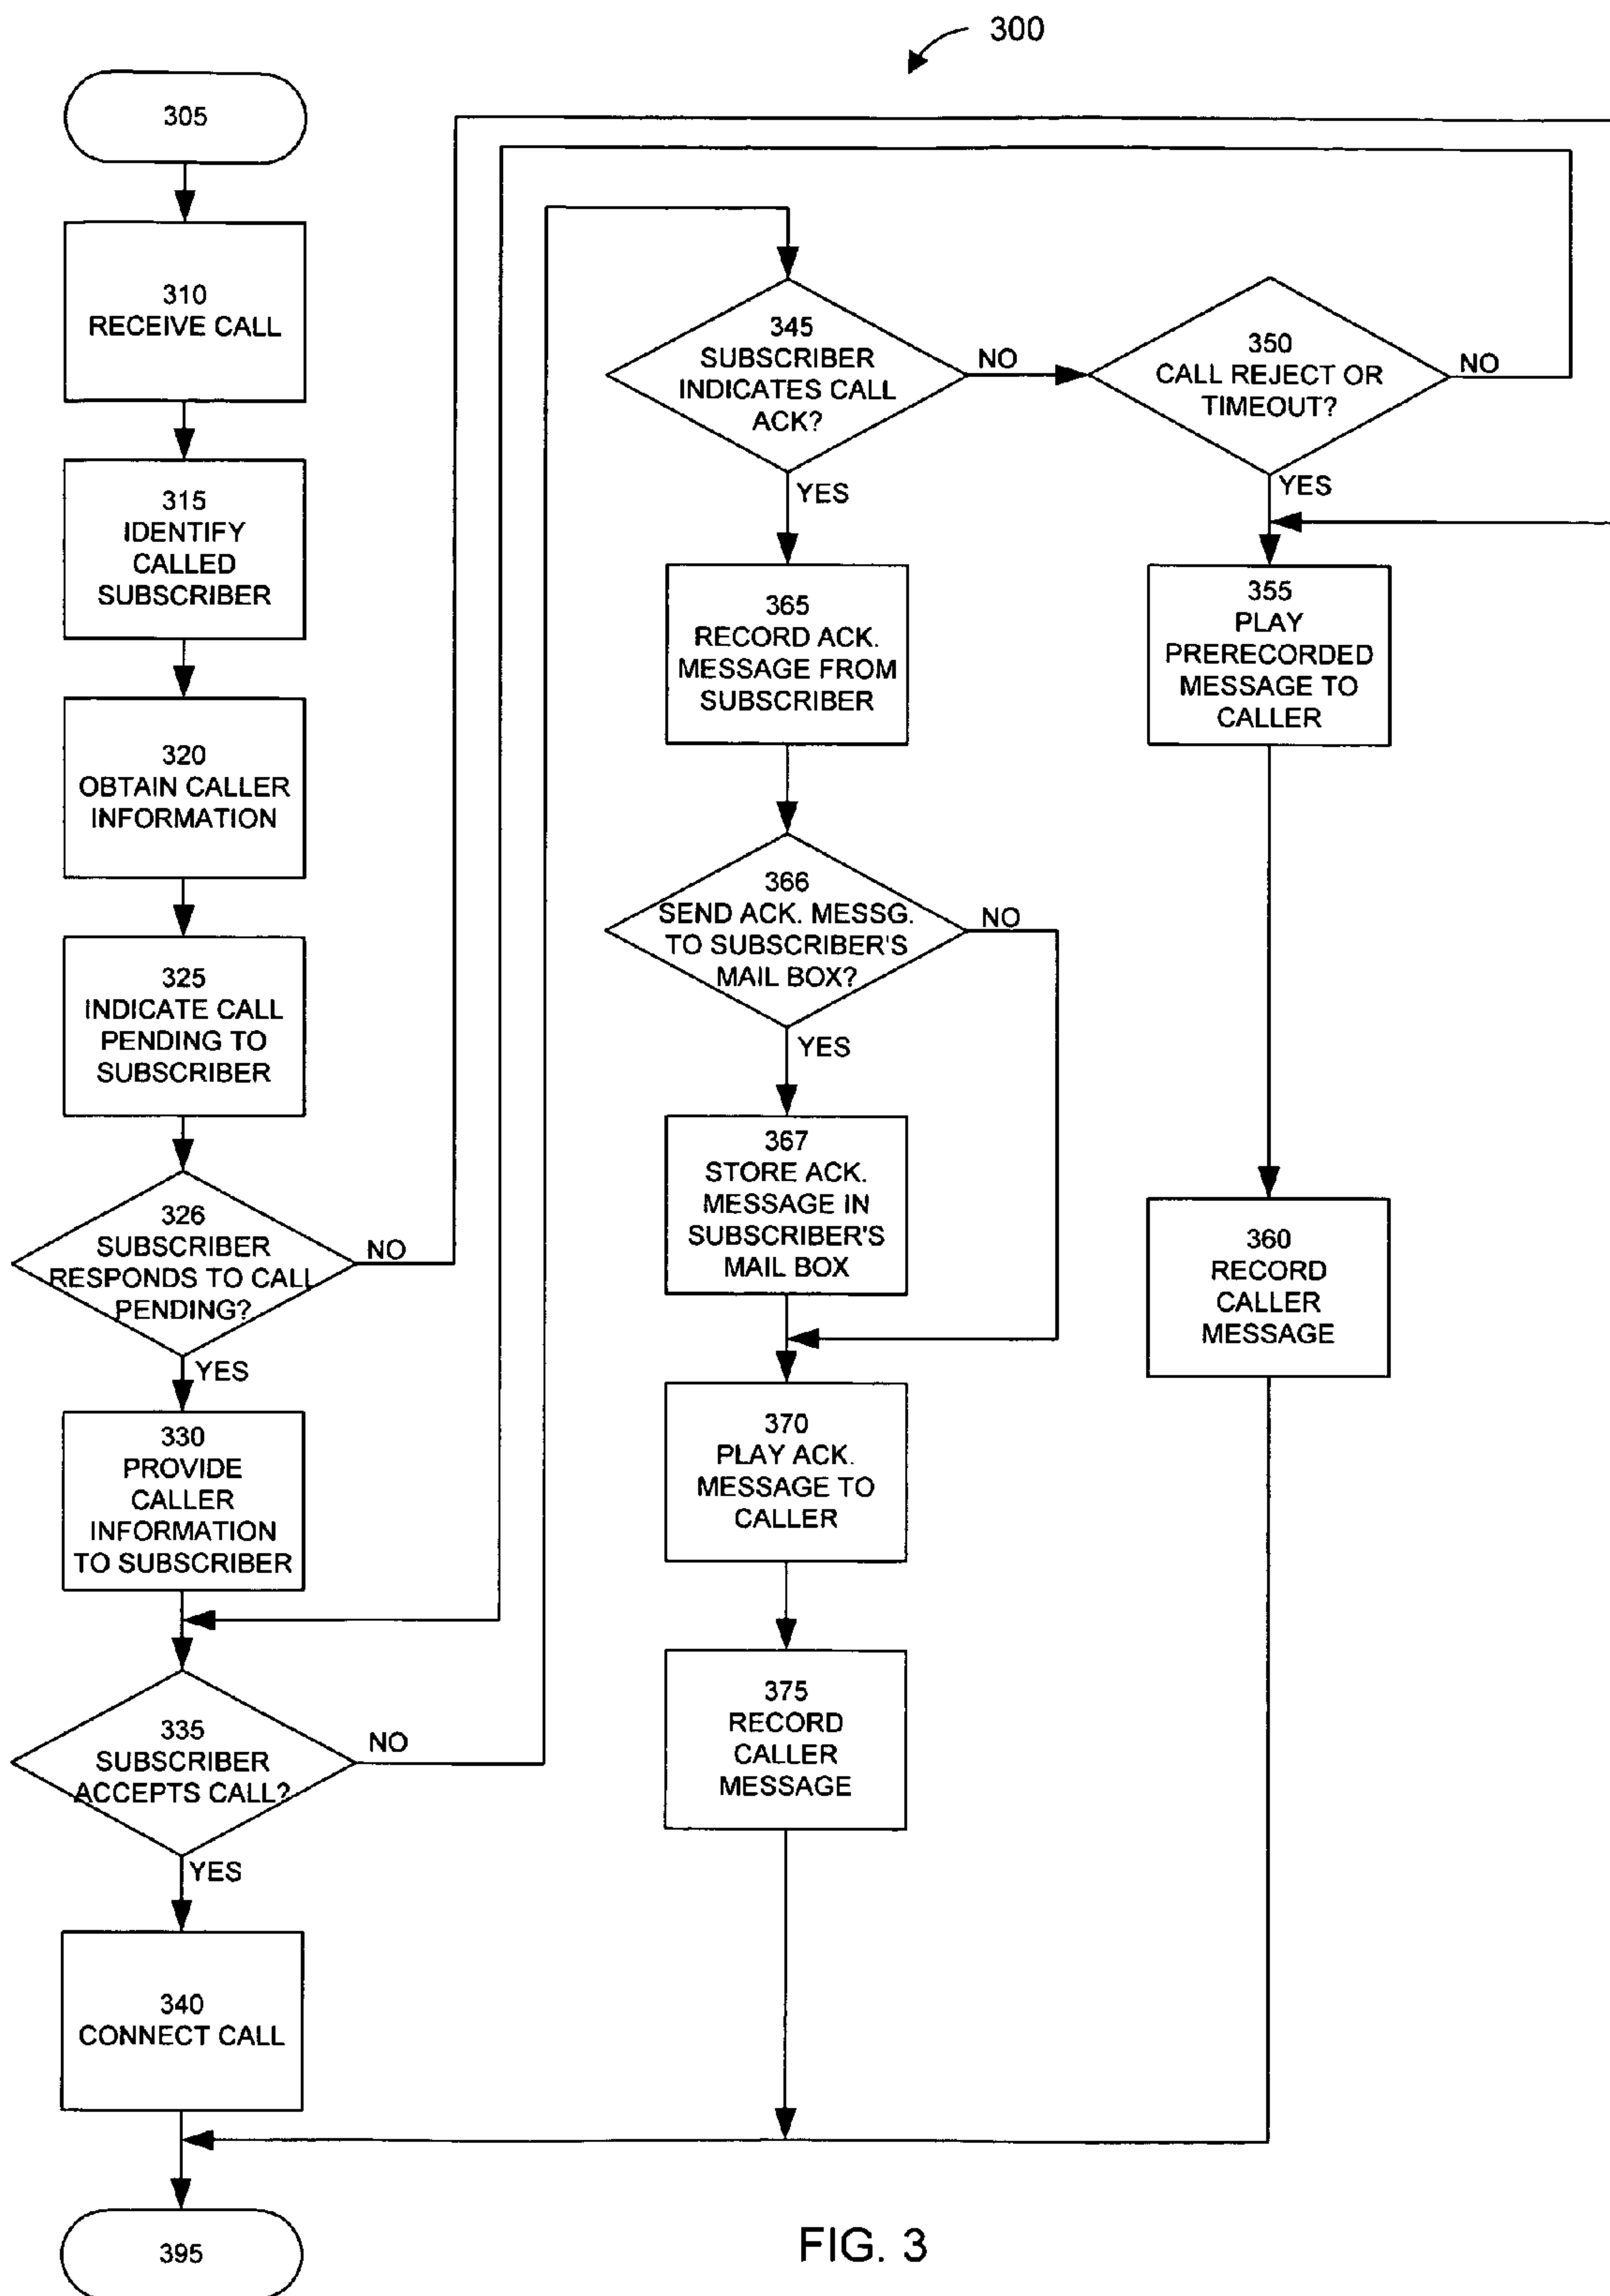 300
305
310
RECEIVE CALL
315
IDENTIFY
CALLED
SUBSCRIBER
320
OBTAIN CALLER
INFORMATION
325
INDICATE CALL
PENDING TO
SUBSCRIBER
326
SUBSCRIBER
RESPONDS TO CALL
PENDING?
NO
YES
330
PROVIDE
CALLER
INFORMATION
TO SUBSCRIBER
335
SUBSCRIBER
ACCEPTS CALL?
NO
YES
340
CONNECT CALL
395
345
SUBSCRIBER
INDICATES CALL
ACK?
NO
YES
365
RECORD ACK.
MESSAGE FROM
SUBSCRIBER
366
SEND ACK. MESSG.
TO SUBSCRIBER'S
MAIL BOX?
NO
YES
367
STORE ACK.
MESSAGE IN
SUBSCRIBER'S
MAIL BOX
370
PLAY ACK.
MESSAGE TO
CALLER
375
RECORD
CALLER
MESSAGE
350
CALL REJECT OR
TIMEOUT?
NO
YES
355
PLAY
PRERECORDED
MESSAGE TO
CALLER
360
RECORD
CALLER
MESSAGE
FIG. 3